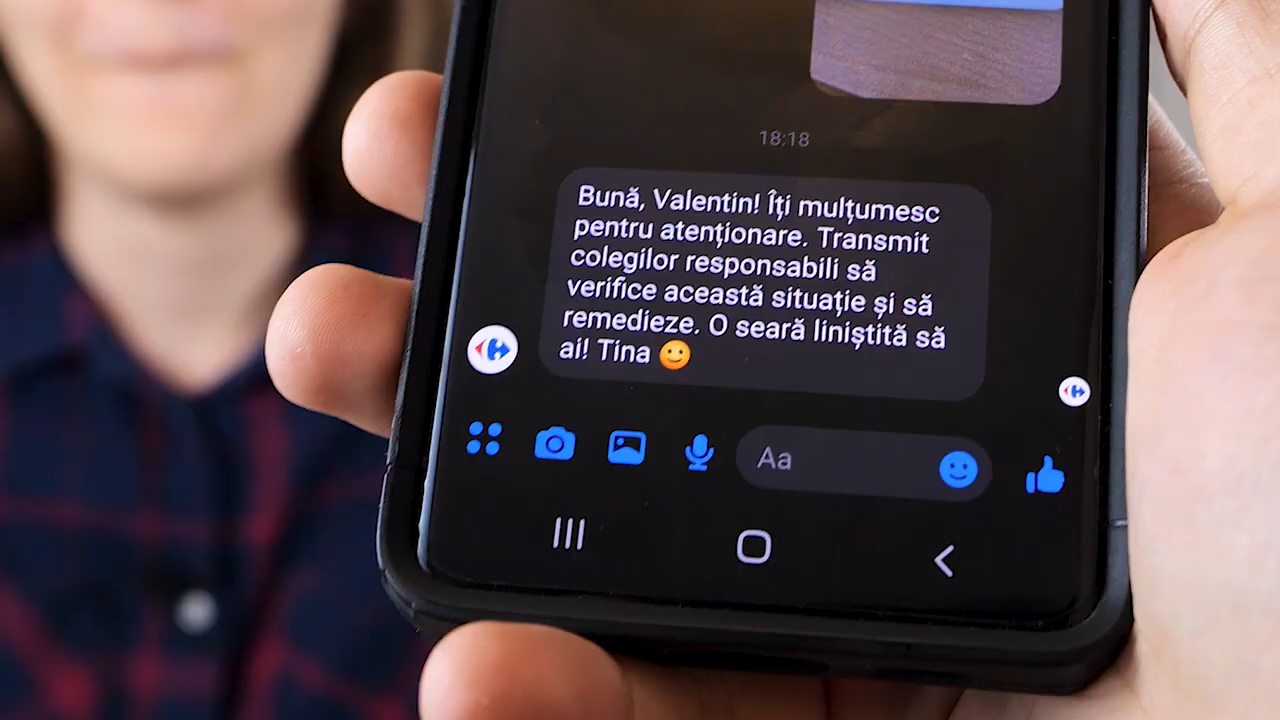 18:18
Bună, Valentin! Îți mulțumesc
pentru atenționare. Transmit
colegilor responsabili să
verifice această situație și să
remedieze. O seară liniștită să
ai! Tina 🙂
Aa